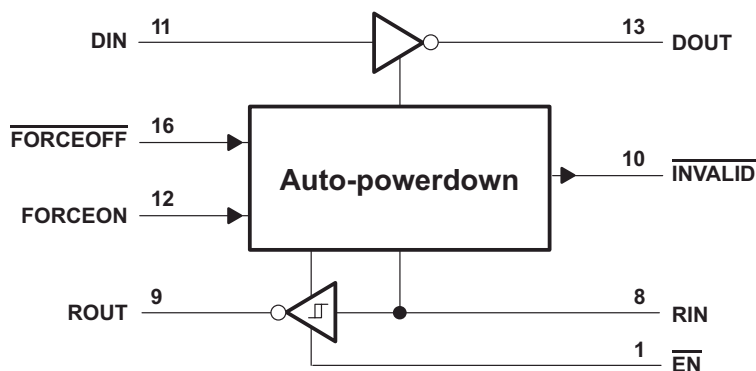 DIN 11 13 DOUT
FORCEOFF 16
Auto-powerdown
10 INVALID
FORCEON 12
ROUT 9 8 RIN
1 EN